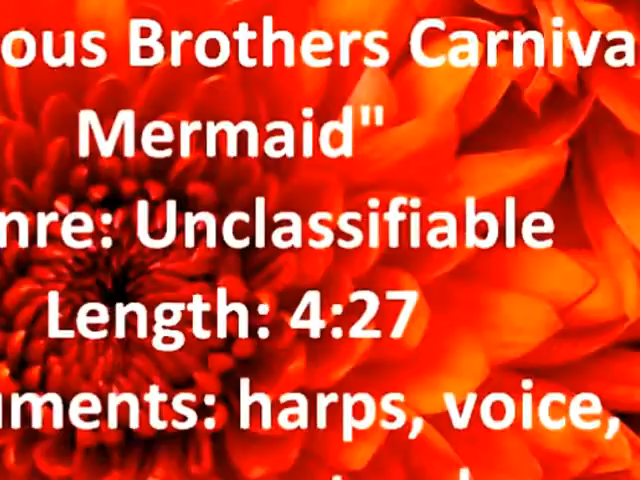 ous Brothers Carniva
Mermaid"
nre: Unclassifiable
Length: 4:27
uments: harps, voice,